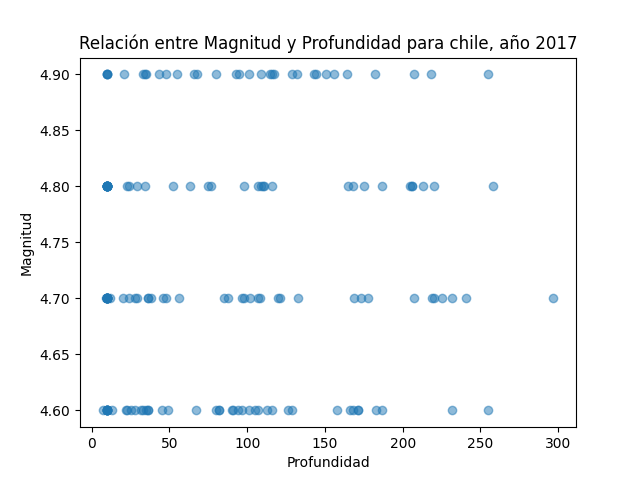 Relación entre Magnitud y Profundidad para chile, año 2017
4.90
4.85
4.80
4.75
4.70
4.65
4.60
Magnitud
0 50 100 150 200 250 300
Profundidad